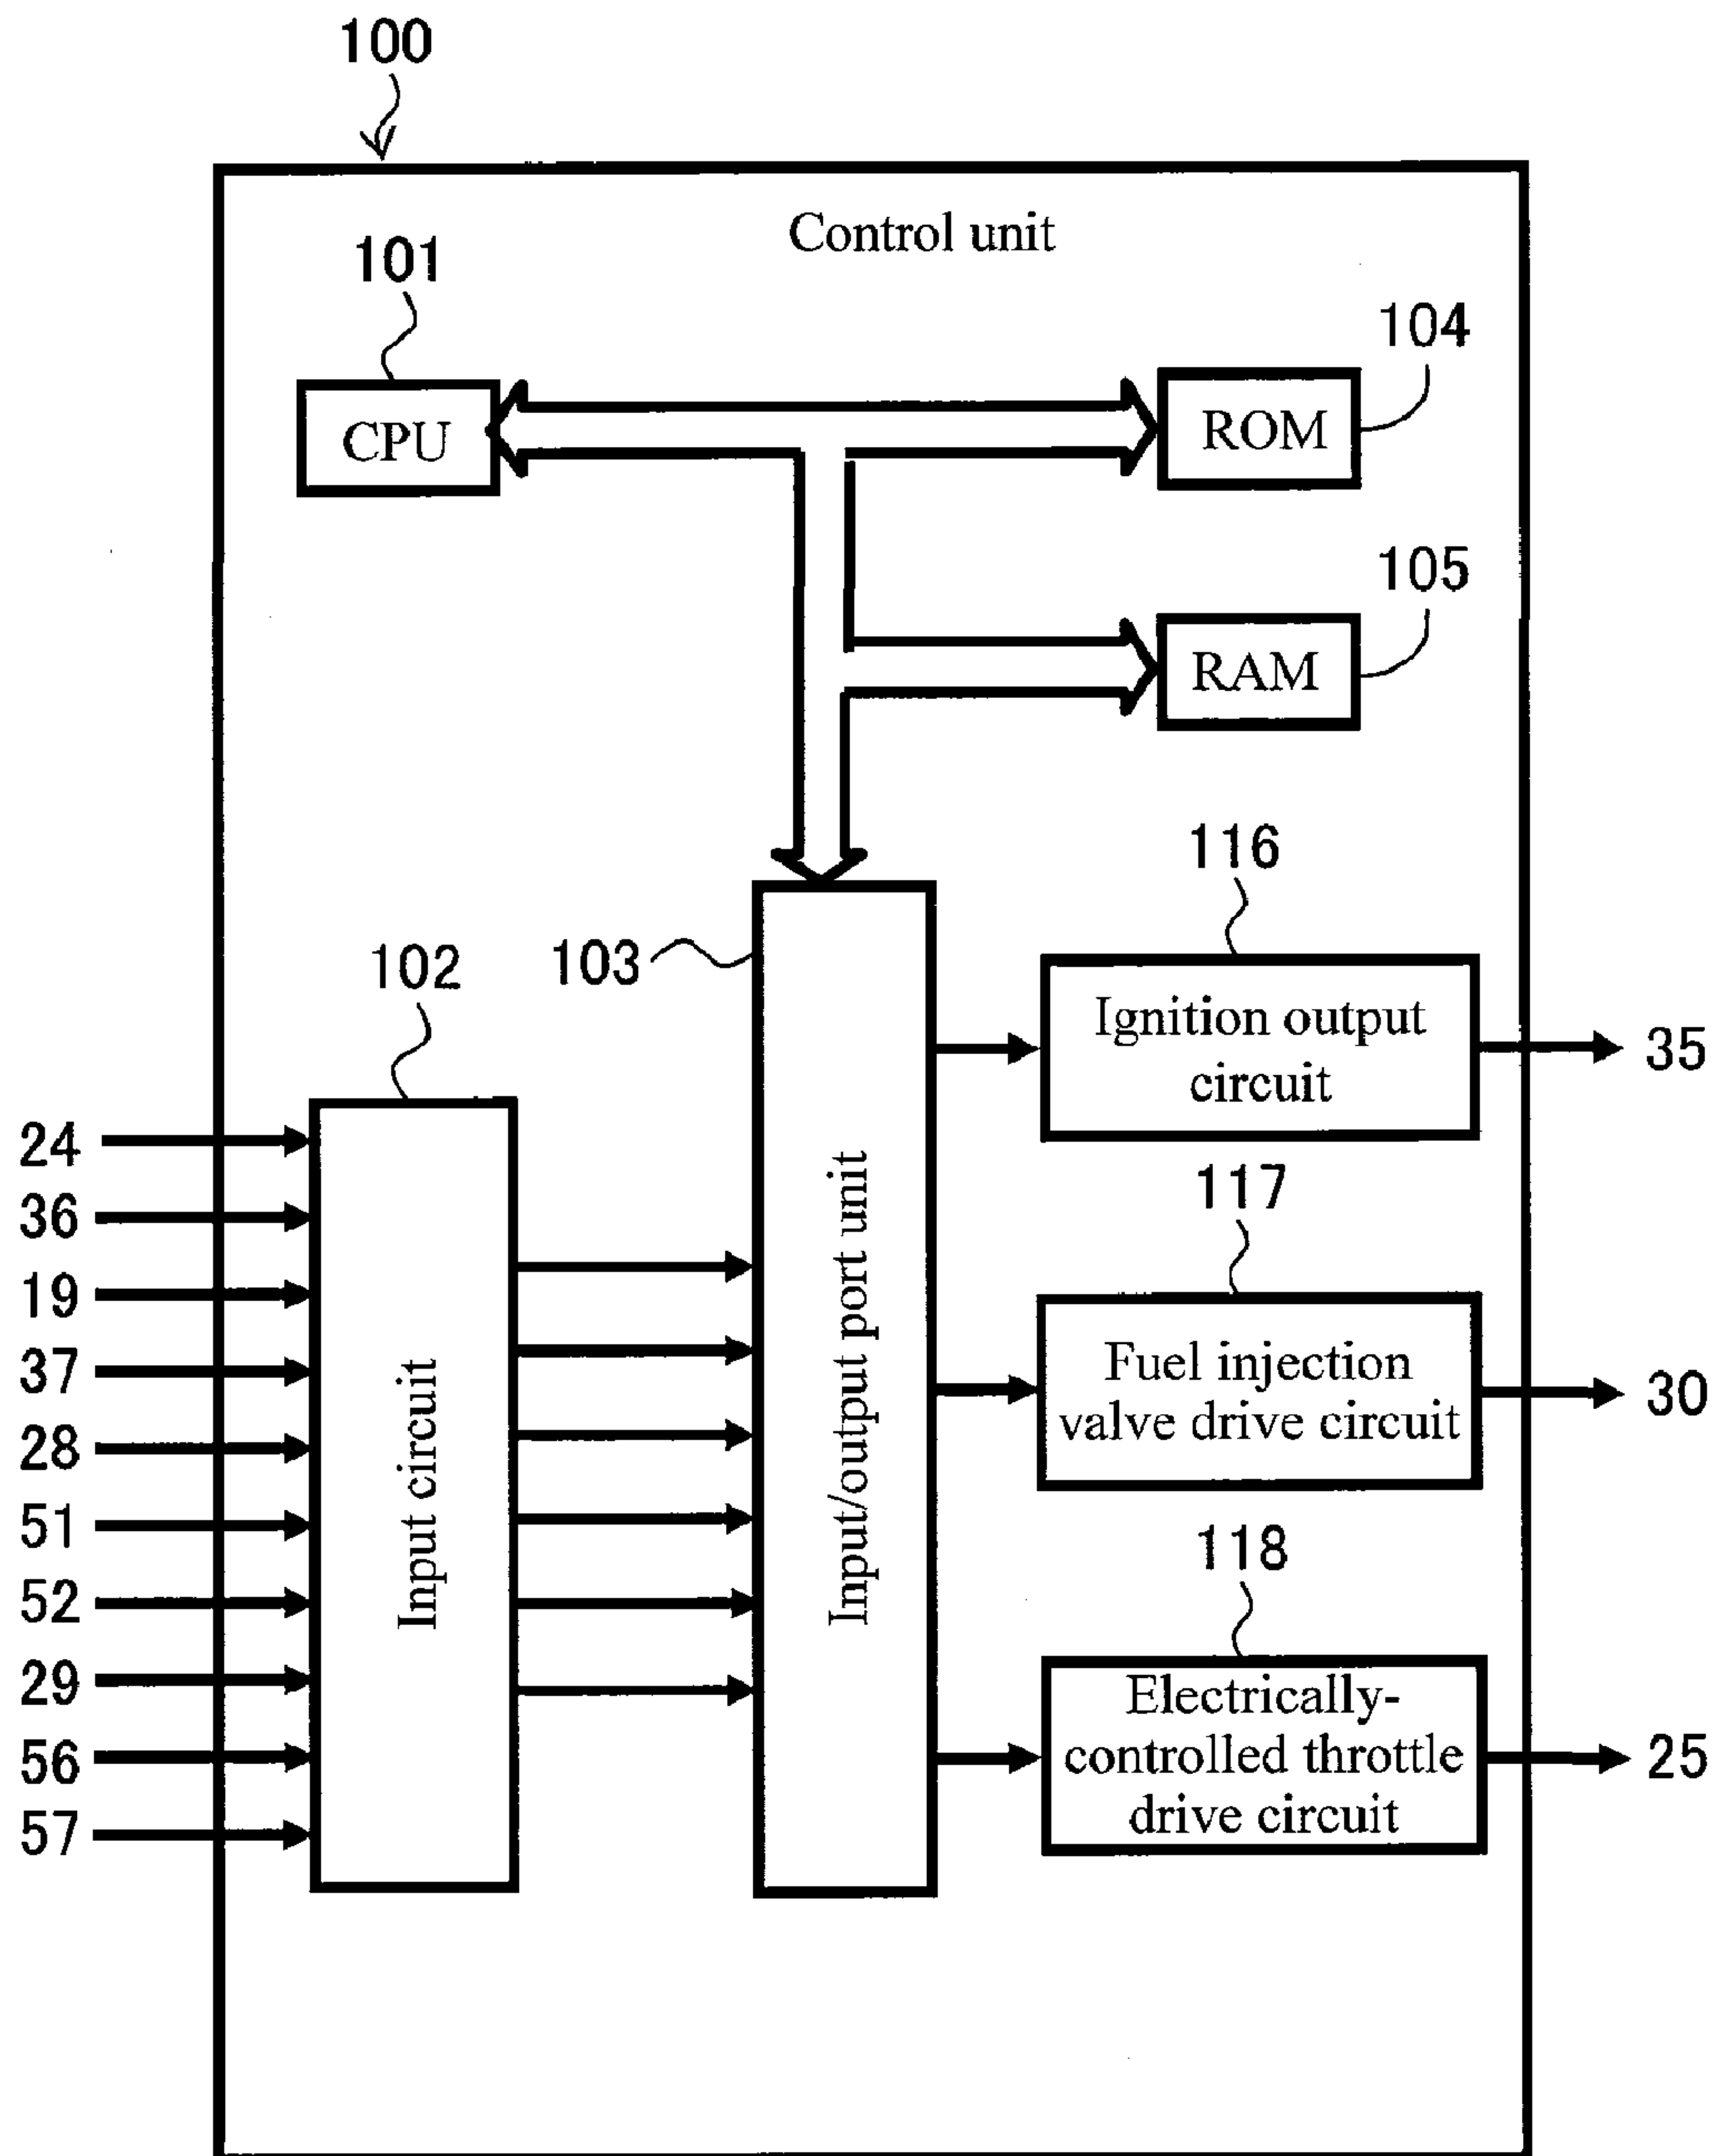 100
Control unit
101
CPU
104
ROM
105
RAM
116
Ignition output
circuit
35
102
103
Input circuit
Input/output port unit
24
36
19
37
28
51
52
29
56
57
117
Fuel injection
valve drive circuit
30
118
Electrically-
controlled throttle
drive circuit
25